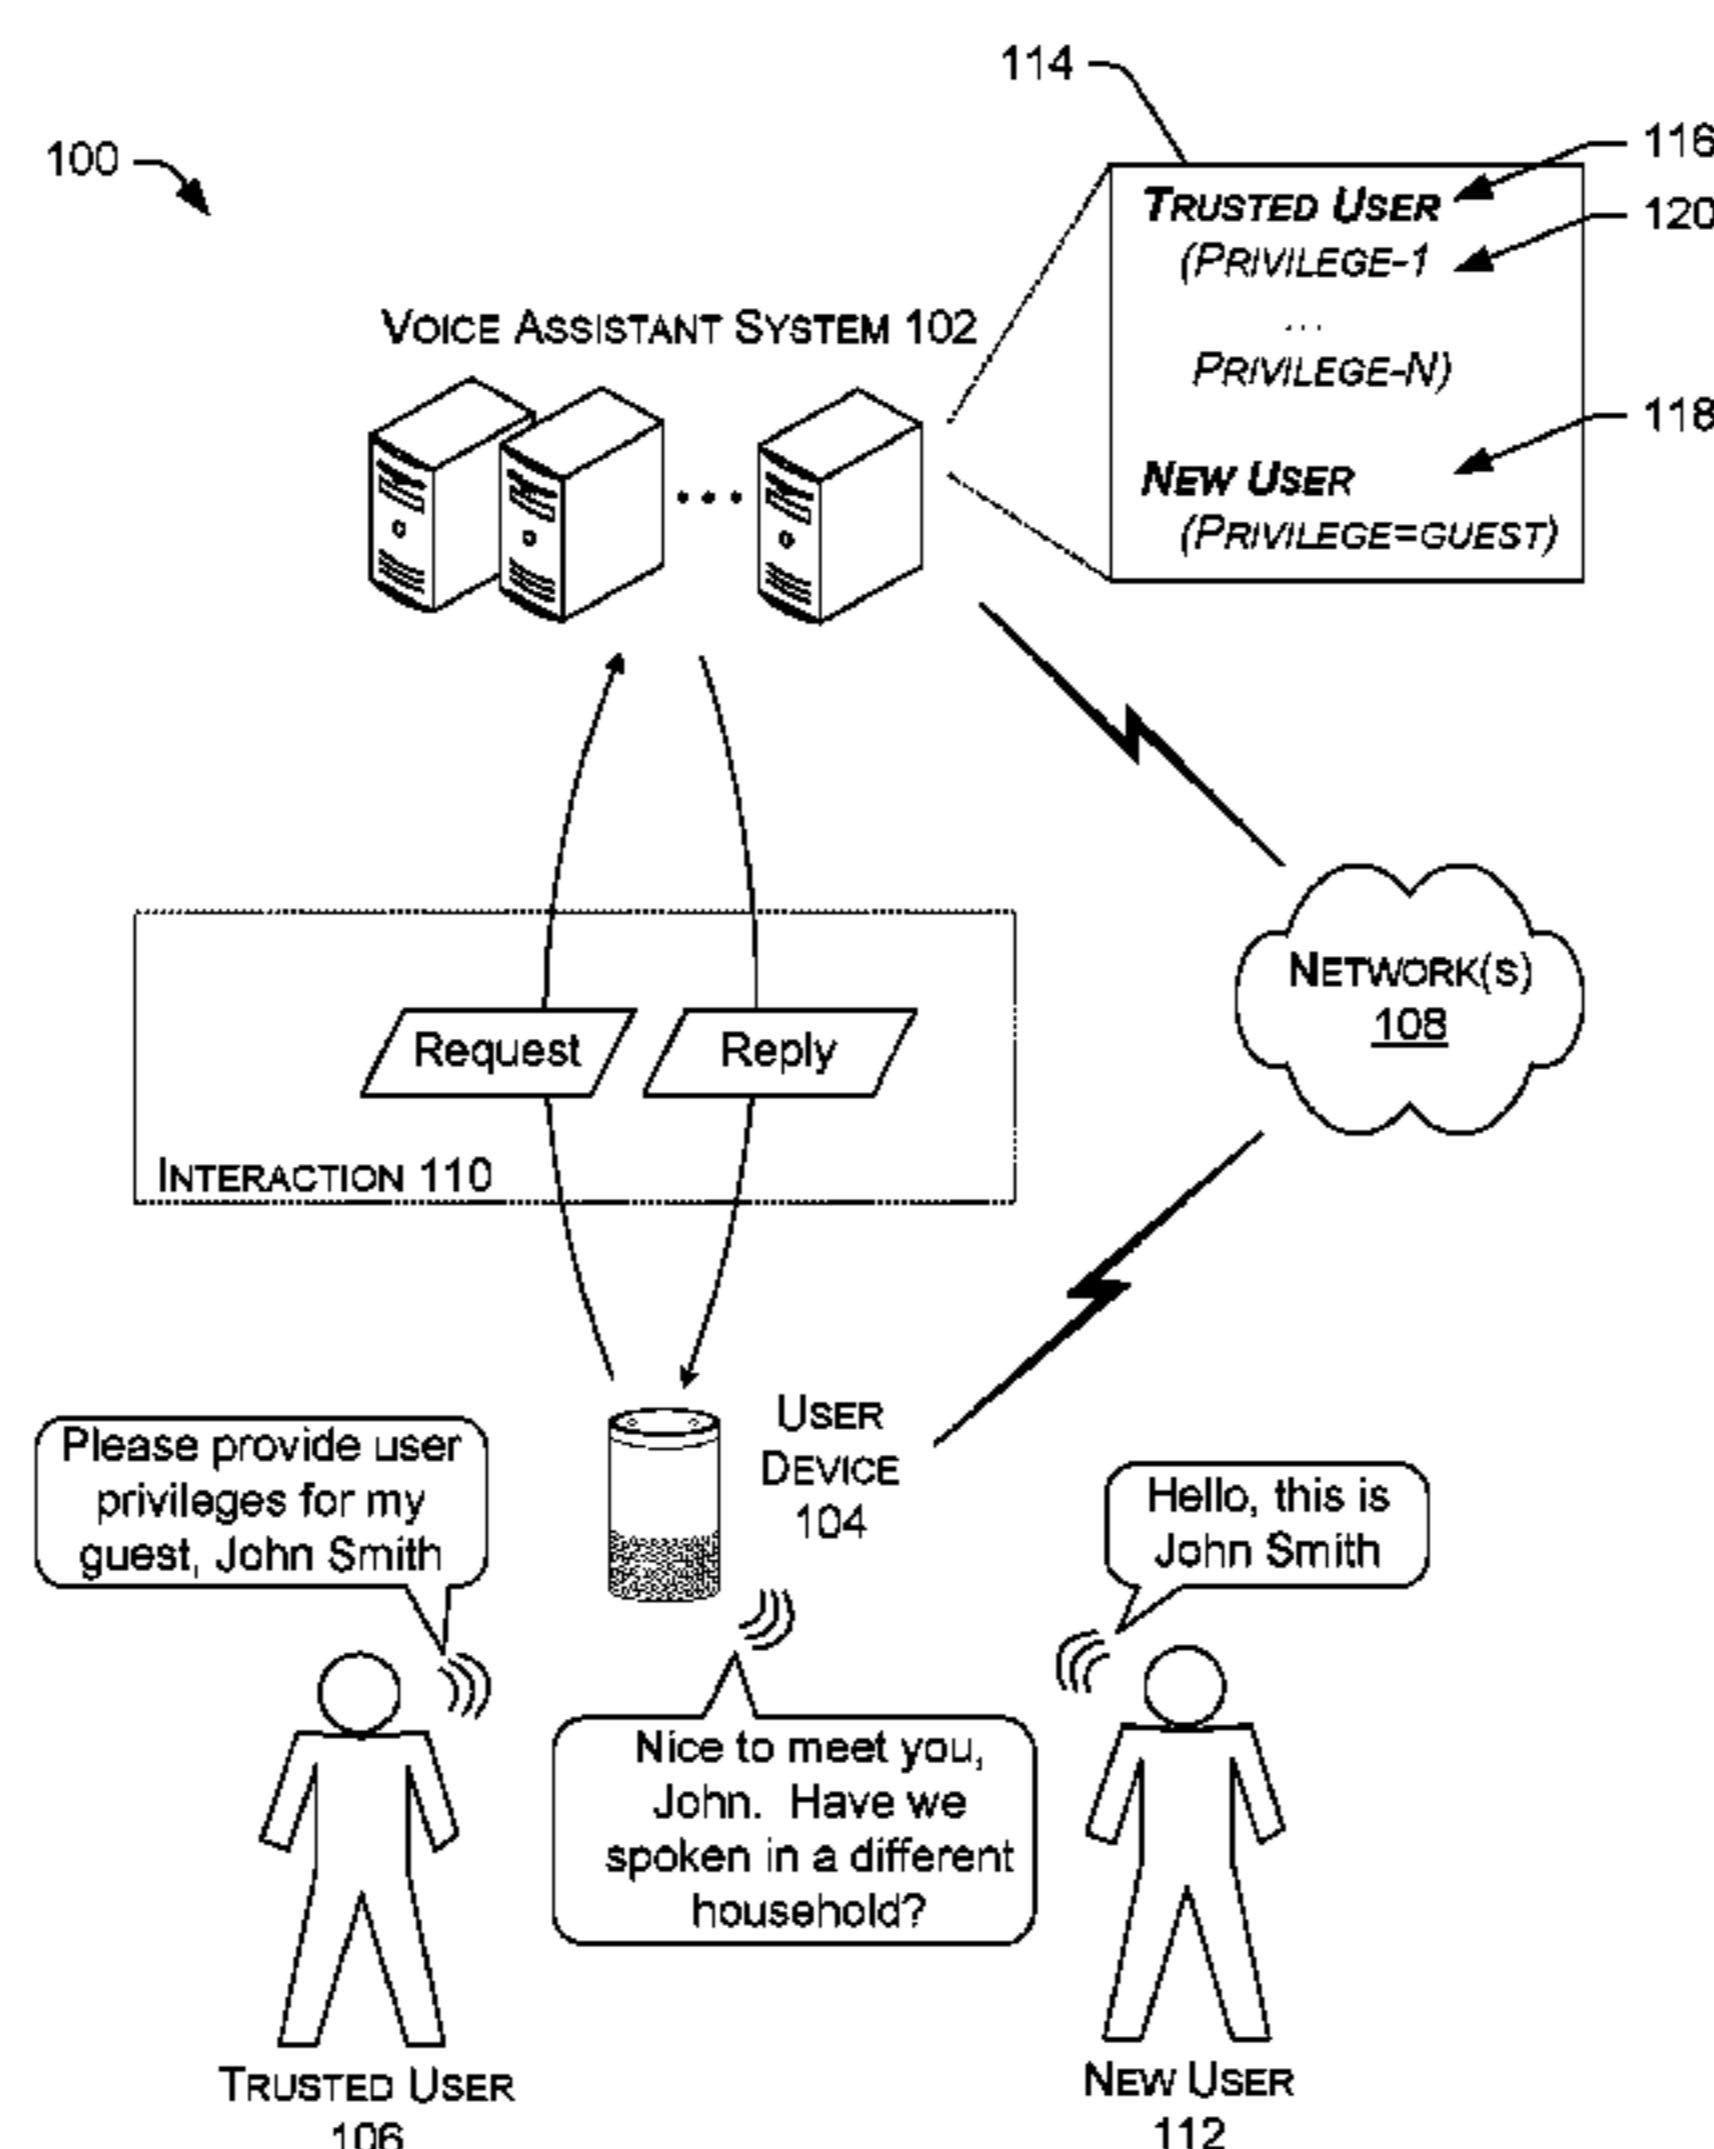 114
100
116
TRUSTED USER
120
(PRIVILEGE-1
...
PRIVILEGE-N)
118
NEW USER
(PRIVILEGE=GUEST)
VOICE ASSISTANT SYSTEM 102
NETWORK(S)
108
Request
Reply
INTERACTION 110
USER
DEVICE
104
Please provide user
privileges for my
guest, John Smith
Hello, this is
John Smith
Nice to meet you,
John. Have we
spoken in a different
household?
TRUSTED USER
106
NEW USER
112